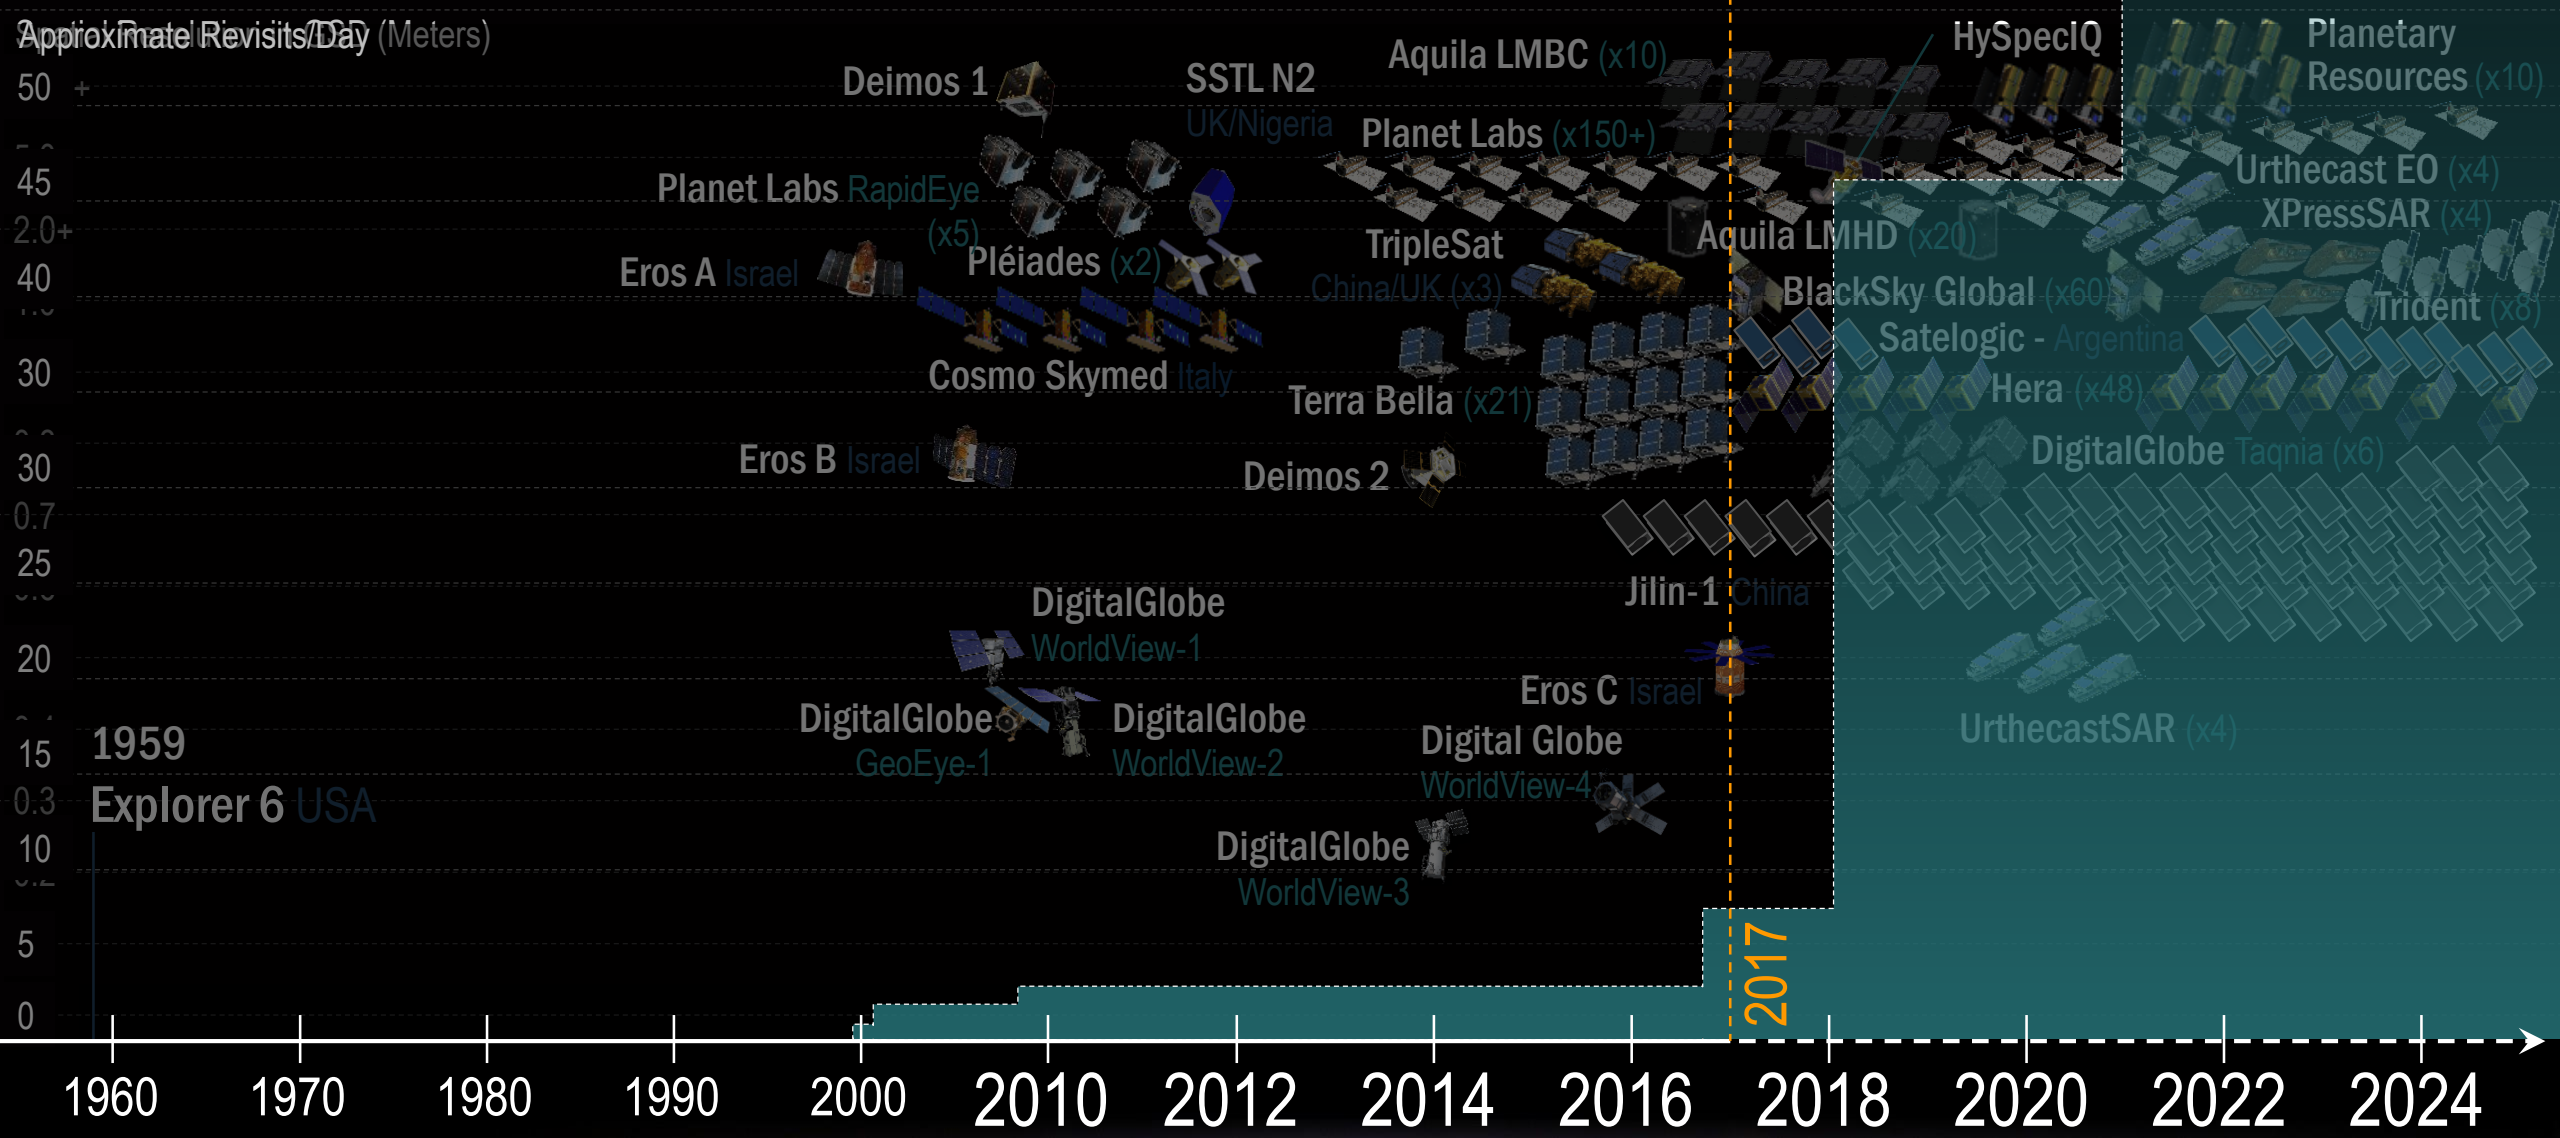 Approximate Revisits/Day
(Meters)
50 +
45
2.0+
40
30
30
0.7
25
20
15
0.3
10
5
0
Deimos 1
SSTL N2
UK/Nigeria
Aquila LMBC (x10)
HySpecIQ
Planetary
Resources (x10)
Planet Labs (x150+)
Planet Labs RapidEye
(x5)
Urthecast EO (x4)
XPressSAR (x4)
Eros A Israel
Pléiades (x2)
TripleSat
China/UK (x3)
Aquila LMHD (x20)
BlackSky Global (x60)
Trident (x8)
Satelogic - Argentina
Cosmo Skymed Italy
Terra Bella (x21)
Hera (x48)
Eros B Israel
Deimos 2
DigitalGlobe Taqnia (x6)
Jilin-1 China
DigitalGlobe
WorldView-1
Eros C Israel
DigitalGlobe
GeoEye-1
DigitalGlobe
WorldView-2
Digital Globe
WorldView-4
UrthecastSAR (x4)
1959
Explorer 6 USA
DigitalGlobe
WorldView-3
2017
1960
1970
1980
1990
2000
2010
2012
2014
2016
2018
2020
2022
2024